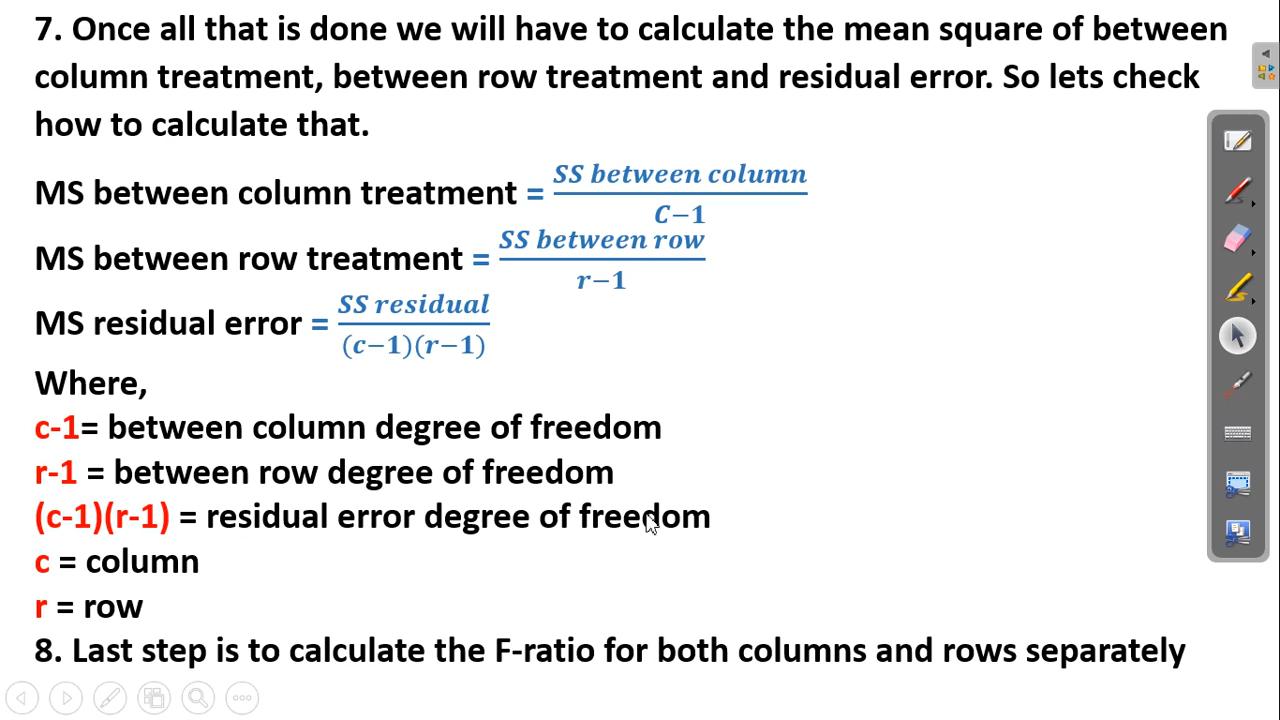 7. Once all that is done we will have to calculate the mean square of between
column treatment, between row treatment and residual error. So lets check
how to calculate that.
MS between column treatment = SS between column / C−1
MS between row treatment = SS between row / r−1
MS residual error = SS residual / (c−1)(r−1)
Where,
c-1= between column degree of freedom
r-1 = between row degree of freedom
(c-1)(r-1) = residual error degree of freedom
c = column
r = row
8. Last step is to calculate the F-ratio for both columns and rows separately